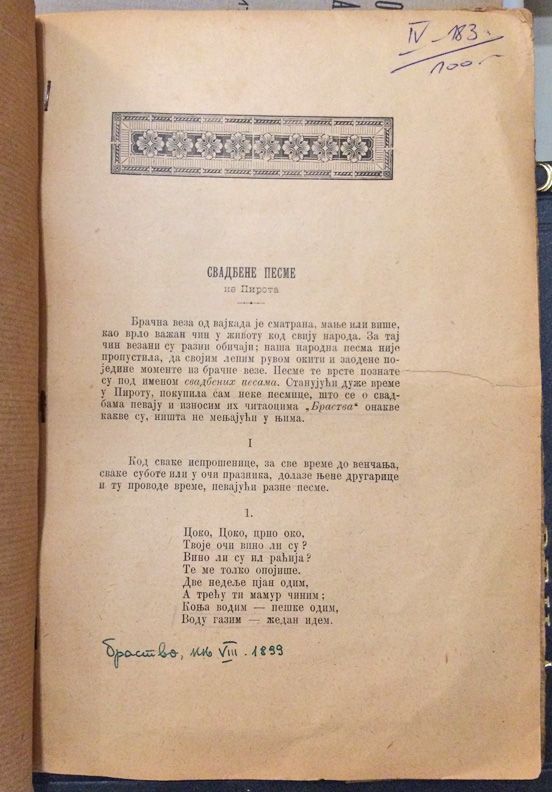 О
А
IV - 183.
100.-
СВАДБЕНЕ ПЕСМЕ
из Пирота
Брачна веза од вајкада је сматрана, мање или више,
као врло важан чин у животу код свију народа. За тај
чин везани су разни обичаји; наша народна песма није
пропустила, да својим лепим рувом окити и заодене по-
једине моменте из брачне везе. Песме те врсте познате
су под именом свадбених песама. Станујући дуже време
у Пироту, покупила сам неке песмице, што се о свад-
бама певају и износим их читаоцима „Браства“ онакве
какве су, ништа не мењајући у њима.
I
Код сваке испрошенице, за све време до венчања,
сваке суботе или у очи празника, долазе њене другарице
и ту проводе време, певајући разне песме.
1.
Цоко, Цоко, црно око,
Твоје очи вино ли су?
Вино ли су ил раћија?
Те ме толко опојише.
Две недеље пјан одим,
А трећу ти мамур чиним;
Коња водим — пешке одим,
Воду газим — жедан идем.
Браство, књ VIII. 1899